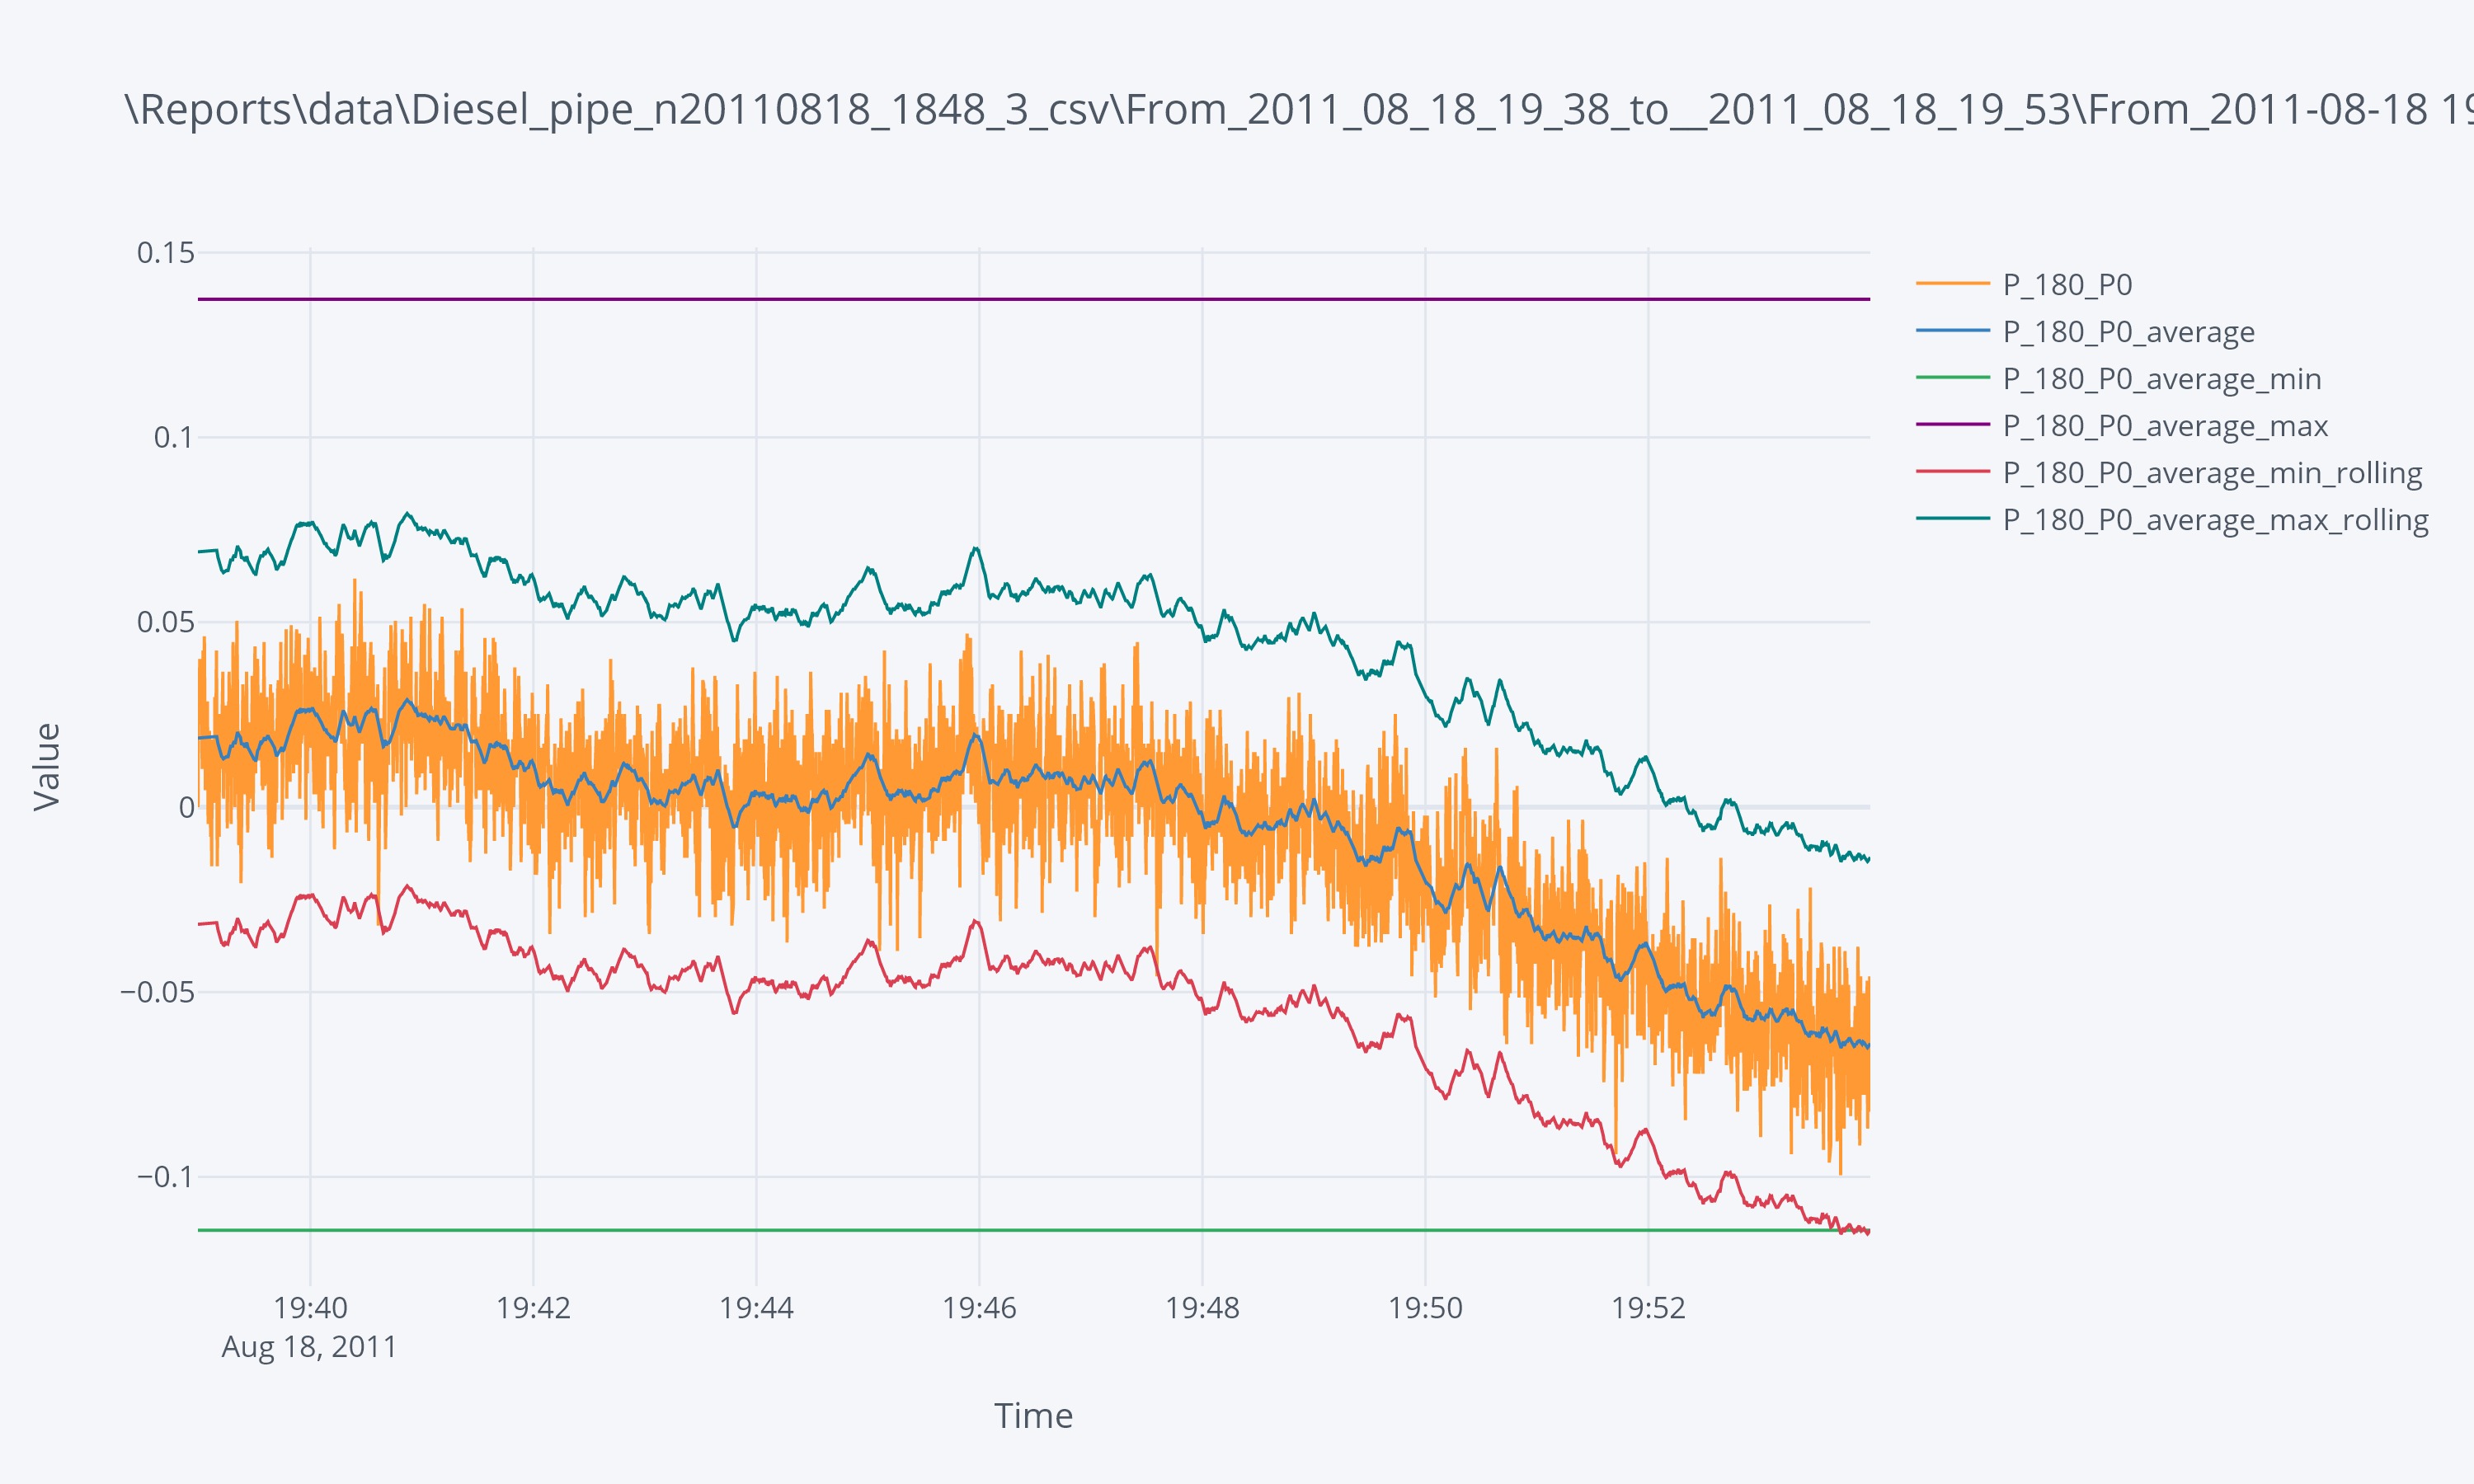 \Reports\data\Diesel_pipe_n20110818_1848_3_csv\From_2011_08_18_19_38_to__2011_08_18_19_53\From_2011-08-18 19
0.15
0.1
0.05
0
−0.05
−0.1
Value
19:40
19:42
19:44
19:46
19:48
19:50
19:52
Aug 18, 2011
Time
P_180_P0
P_180_P0_average
P_180_P0_average_min
P_180_P0_average_max
P_180_P0_average_min_rolling
P_180_P0_average_max_rolling